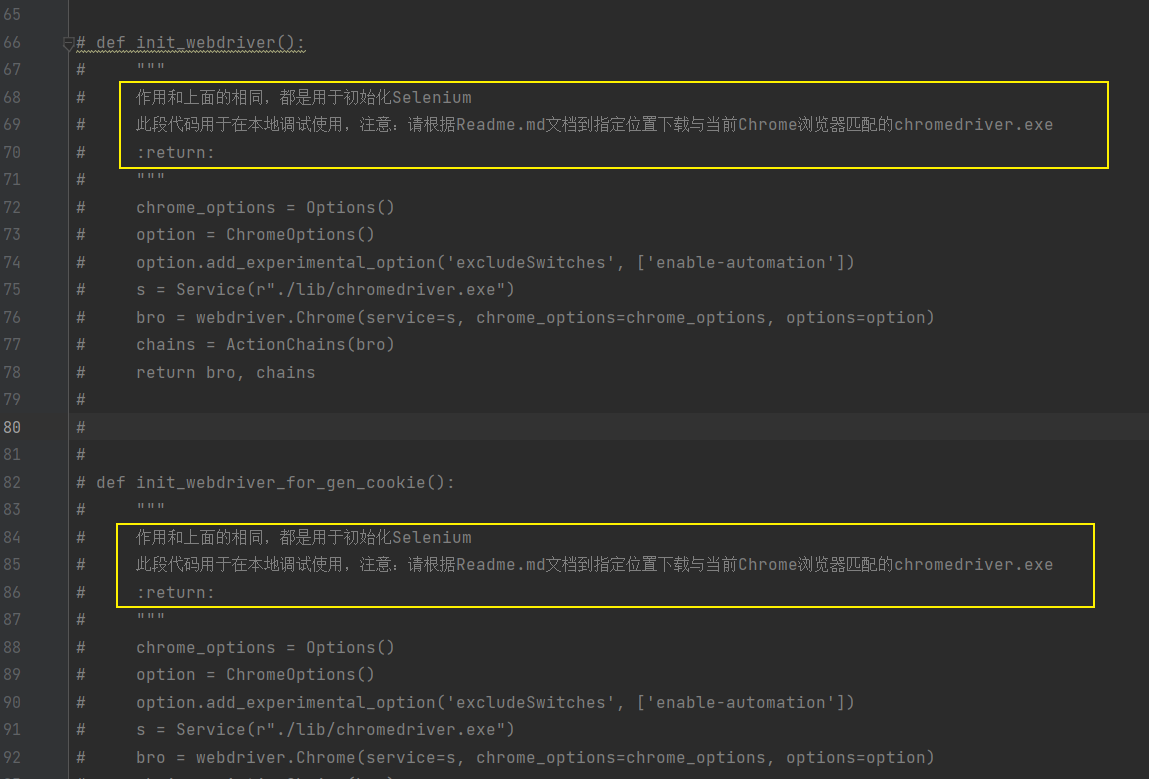 65
66 # def init_webdriver():
67 #     """
68 #     作用和上面的相同，都是用于初始化Selenium
69 #     此段代码用于在本地调试使用，注意：请根据Readme.md文档到指定位置下载与当前Chrome浏览器匹配的chromedriver.exe
70 #     :return:
71 #     """
72 #     chrome_options = Options()
73 #     option = ChromeOptions()
74 #     option.add_experimental_option('excludeSwitches', ['enable-automation'])
75 #     s = Service(r"./lib/chromedriver.exe")
76 #     bro = webdriver.Chrome(service=s, chrome_options=chrome_options, options=option)
77 #     chains = ActionChains(bro)
78 #     return bro, chains
79 #
80 #
81 #
82 # def init_webdriver_for_gen_cookie():
83 #     """
84 #     作用和上面的相同，都是用于初始化Selenium
85 #     此段代码用于在本地调试使用，注意：请根据Readme.md文档到指定位置下载与当前Chrome浏览器匹配的chromedriver.exe
86 #     :return:
87 #     """
88 #     chrome_options = Options()
89 #     option = ChromeOptions()
90 #     option.add_experimental_option('excludeSwitches', ['enable-automation'])
91 #     s = Service(r"./lib/chromedriver.exe")
92 #     bro = webdriver.Chrome(service=s, chrome_options=chrome_options, options=option)